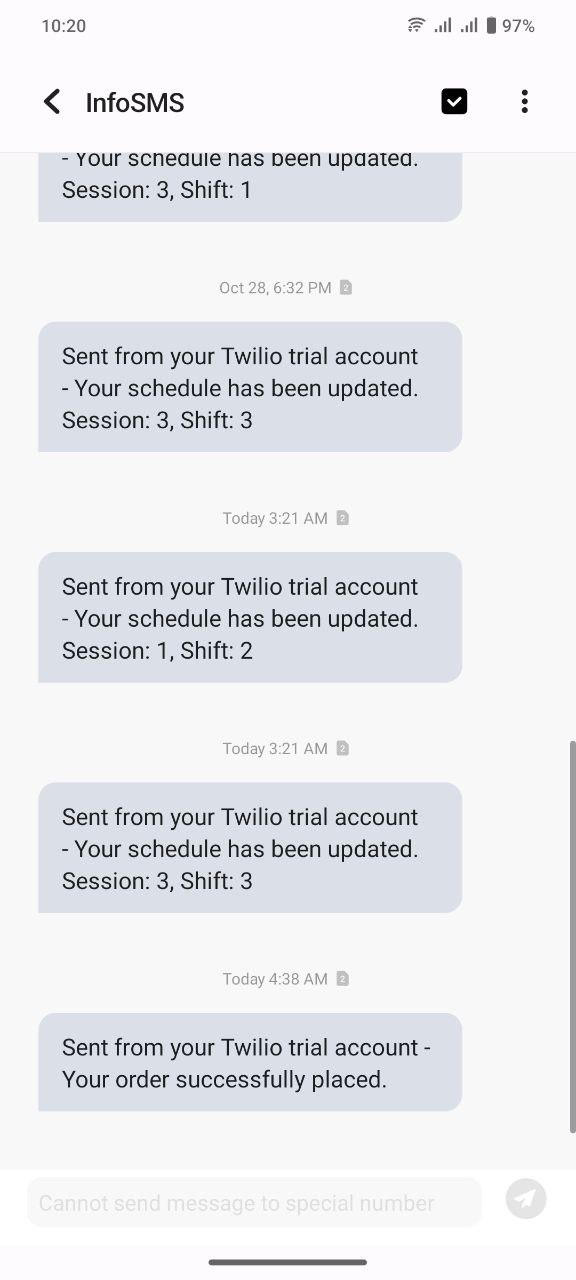 10:20
97%
InfoSMS
- Your schedule has been updated.
Session: 3, Shift: 1
Oct 28, 6:32 PM 2
Sent from your Twilio trial account
- Your schedule has been updated.
Session: 3, Shift: 3
Today 3:21 AM 2
Sent from your Twilio trial account
- Your schedule has been updated.
Session: 1, Shift: 2
Today 3:21 AM 2
Sent from your Twilio trial account
- Your schedule has been updated.
Session: 3, Shift: 3
Today 4:38 AM 2
Sent from your Twilio trial account -
Your order successfully placed.
Cannot send message to special number